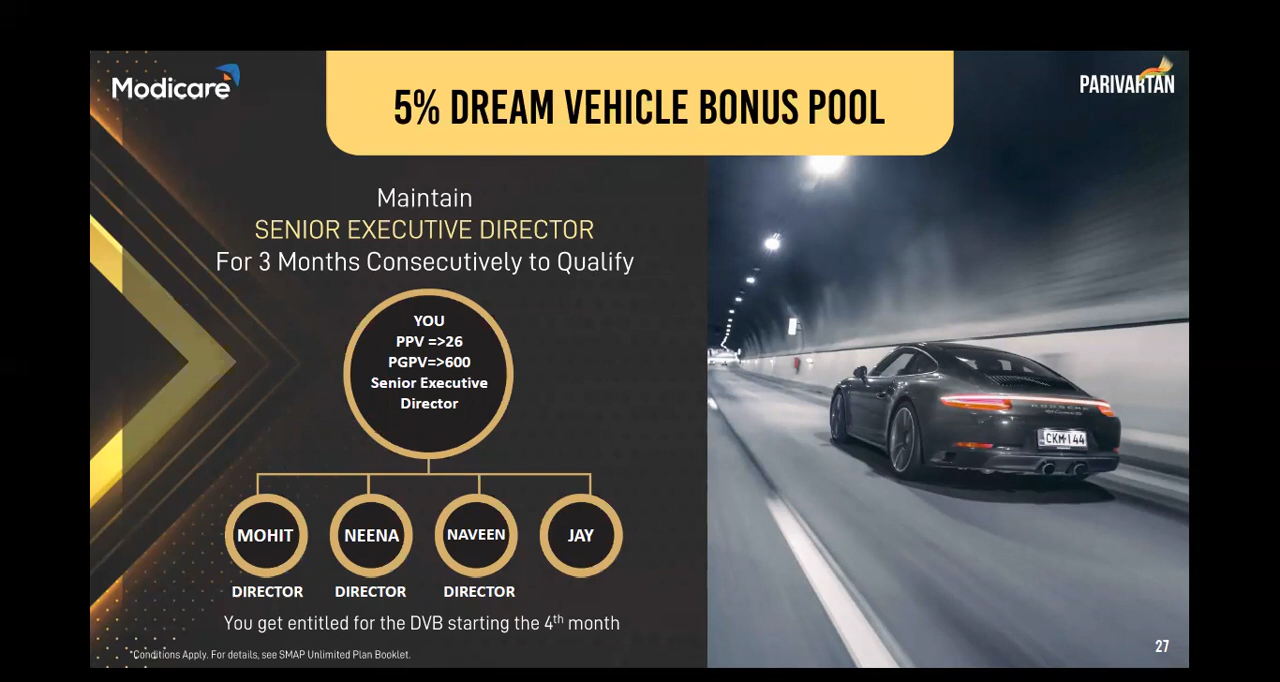 Modicare
5% DREAM VEHICLE BONUS POOL
PARIVARTAN
Maintain
SENIOR EXECUTIVE DIRECTOR
For 3 Months Consecutively to Qualify
YOU
PPV =>26
PGPV=>600
Senior Executive
Director
MOHIT
NEENA
NAVEEN
JAY
DIRECTOR
DIRECTOR
DIRECTOR
You get entitled for the DVB starting the 4th month
*Conditions Apply. For details, see SMAP Unlimited Plan Booklet.
PORSCHE
CKM144
27